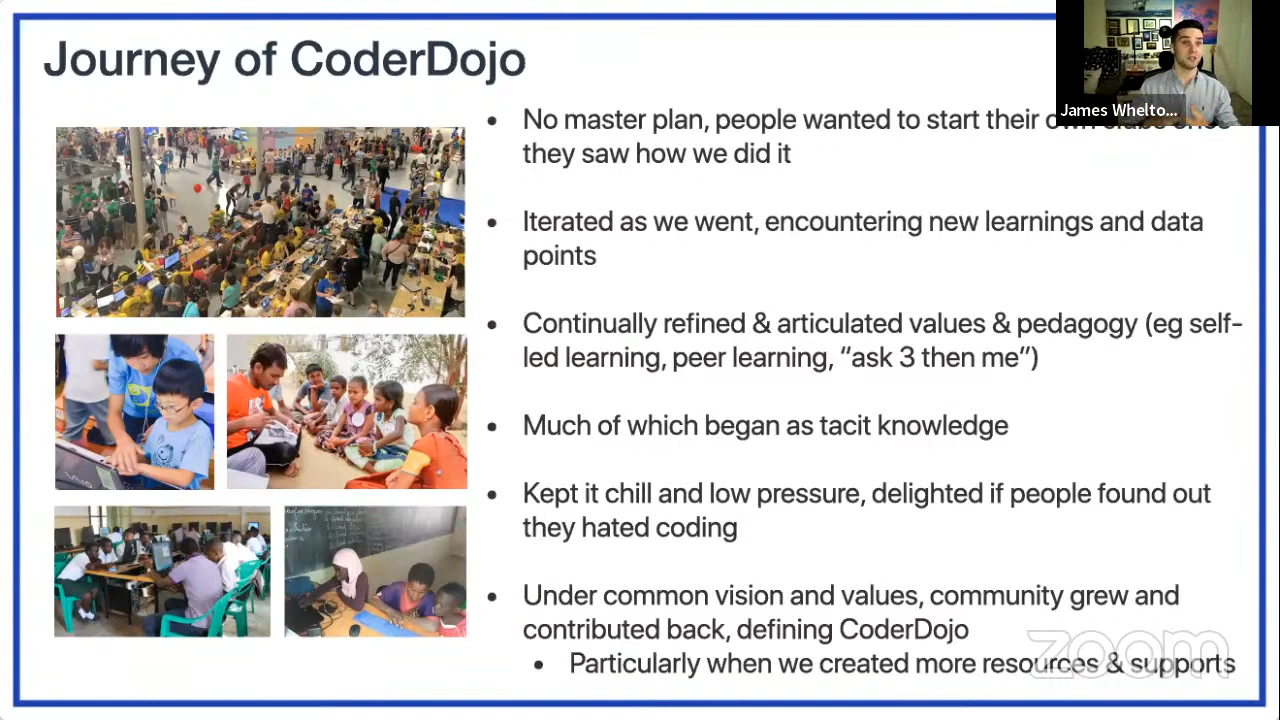 Journey of CoderDojo
James Whelto...
• No master plan, people wanted to start their own clubs once
they saw how we did it
• Iterated as we went, encountering new learnings and data
points
• Continually refined & articulated values & pedagogy (eg self-
led learning, peer learning, “ask 3 then me”)
• Much of which began as tacit knowledge
• Kept it chill and low pressure, delighted if people found out
they hated coding
• Under common vision and values, community grew and
contributed back, defining CoderDojo
• Particularly when we created more resources & supports
zoom